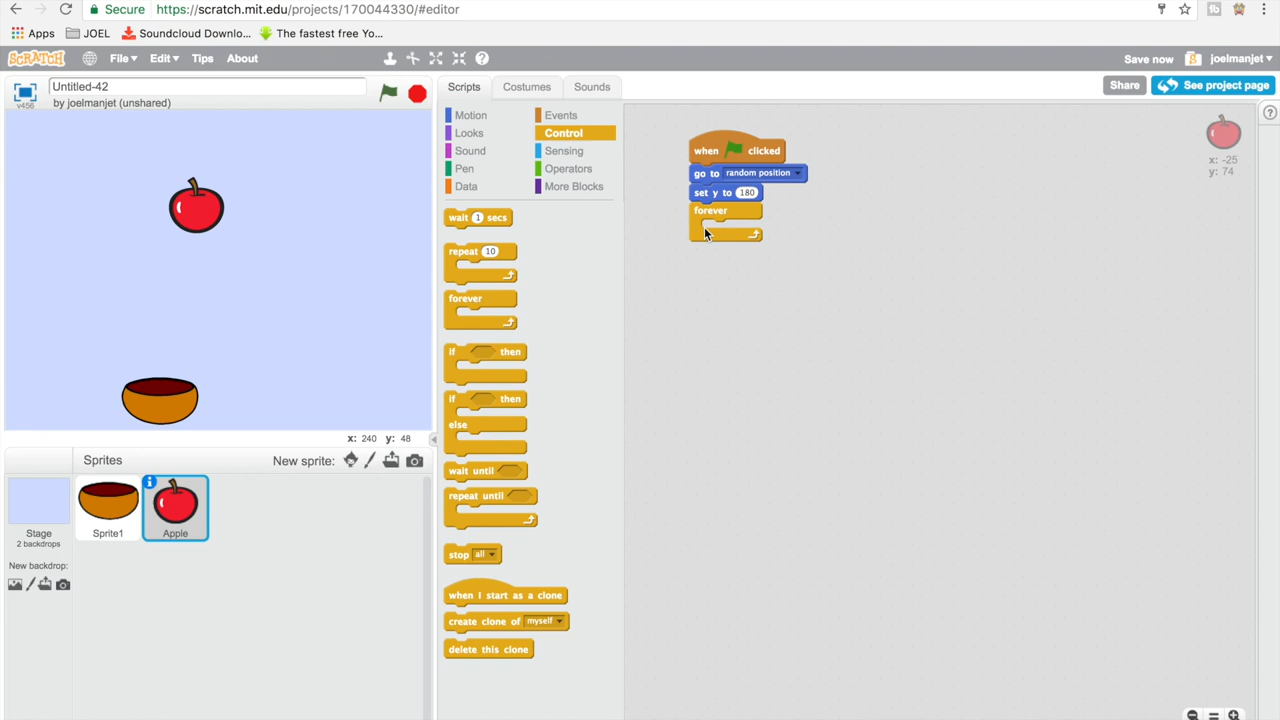 Secure https://scratch.mit.edu/projects/170044330/#editor
Apps JOEL Soundcloud Downlo... The fastest free Yo...
SCRATCH File Edit Tips About Save now joelmanjet
Untitled-42
by joelmanjet (unshared)
v456
Scripts Costumes Sounds
Share See project page
Motion Events
Looks Control
Sound Sensing
Pen Operators
Data More Blocks
wait 1 secs
repeat 10
forever
if then
if then
else
wait until
repeat until
stop all
when I start as a clone
create clone of myself
delete this clone
when clicked
go to random position
set y to 180
forever
x: -25
y: 74
x: 240 y: 48
Sprites New sprite:
Stage
2 backdrops
New backdrop:
Sprite1
Apple